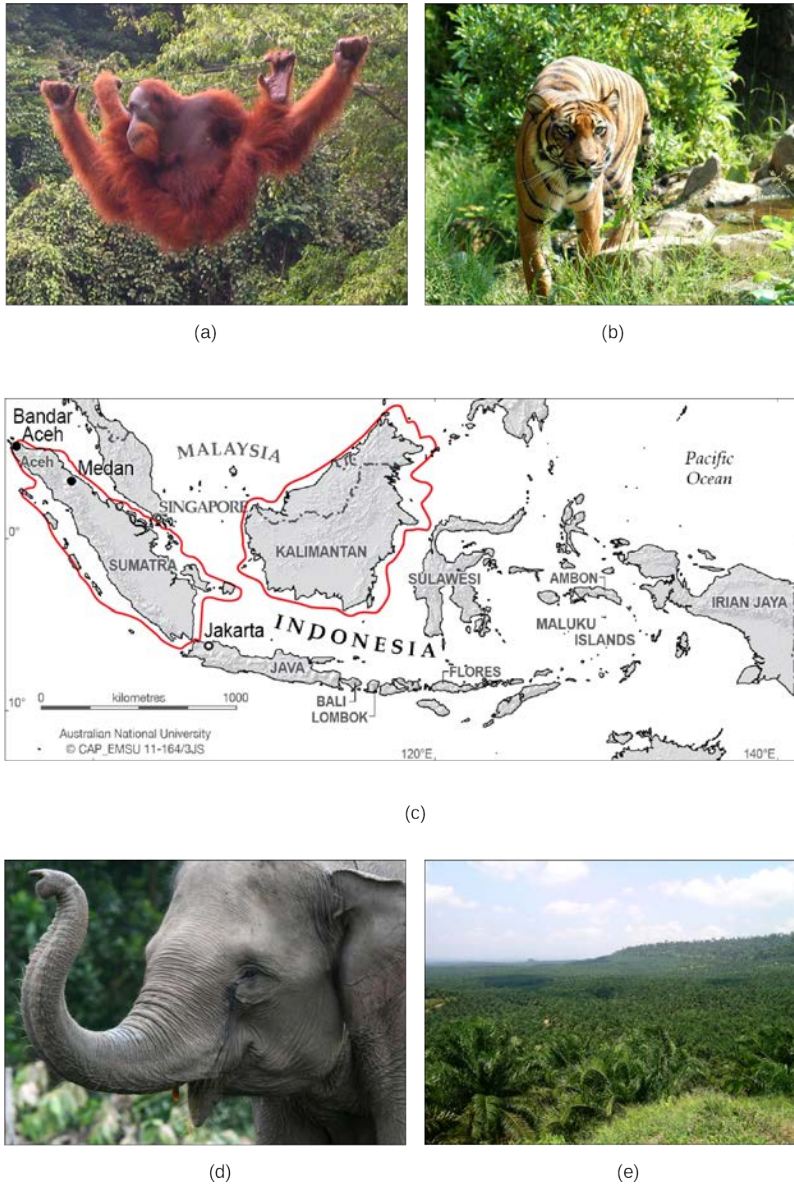 (a)
(b)
Bandar
Aceh
Aceh
Medan
MALAYSIA
SINGAPORE
Pacific
Ocean
0°
SUMATRA
KALIMANTAN
SULAWESI
AMBON
IRIAN JAYA
MALUKU
ISLANDS
INDONESIA
Jakarta
JAVA
FLORES
BALI
LOMBOK
0 kilometres 1000
10°
Australian National University
© CAP_EMSU 11-164/3JS
120°E
140°E
(c)
(d)
(e)